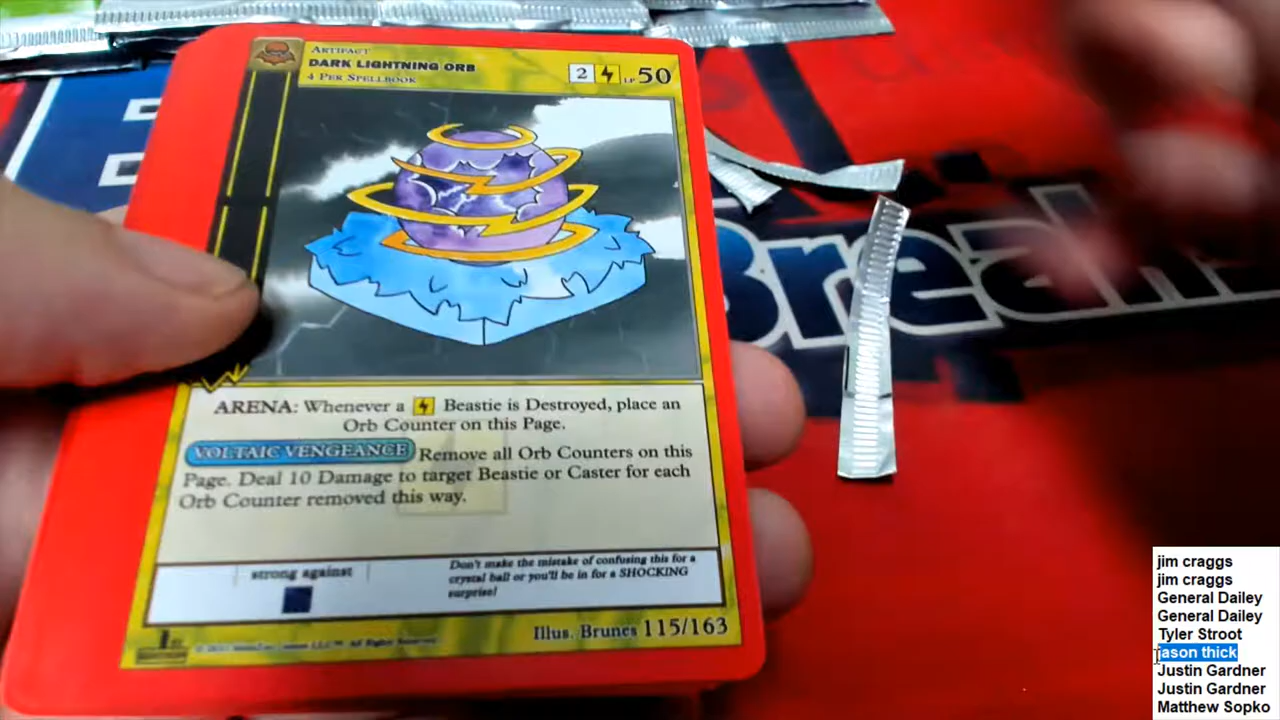 ARTIFACT
DARK LIGHTNING ORB
4 PER SPELLBOOK
2 LP 50
ARENA: Whenever a Beastie is Destroyed, place an
Orb Counter on this Page.
VOLTAIC VENGEANCE Remove all Orb Counters on this
Page. Deal 10 Damage to target Beastie or Caster for each
Orb Counter removed this way.
strong against
Don't make the mistake of confusing this for a
crystal ball or you'll be in for a SHOCKING
surprise!
1st
EDITION
Illus. Brunes 115/163
Break
jim craggs
jim craggs
General Dailey
General Dailey
Tyler Stroot
jason thick
Justin Gardner
Justin Gardner
Matthew Sopko